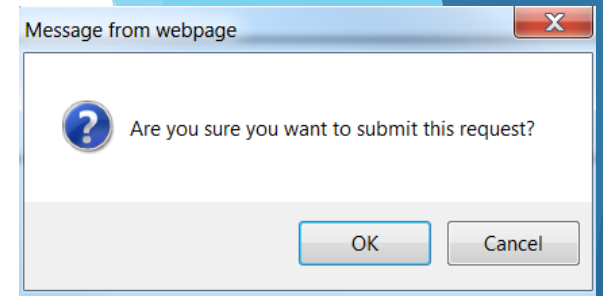 Message from webpage
X
? Are you sure you want to submit this request?
OK Cancel